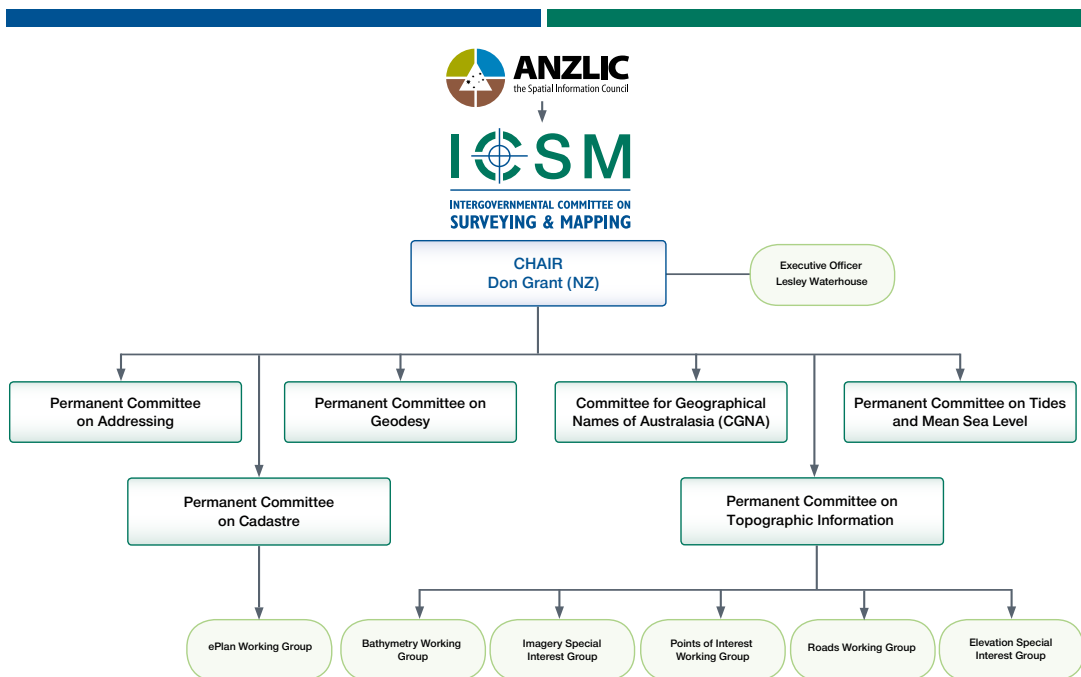 ANZLIC
the Spatial Information Council
ICSM
INTERGOVERNMENTAL COMMITTEE ON
SURVEYING & MAPPING
CHAIR
Don Grant (NZ)
Executive Officer
Lesley Waterhouse
Permanent Committee
on Addressing
Permanent Committee on
Geodesy
Committee for Geographical
Names of Australasia (CGNA)
Permanent Committee on Tides
and Mean Sea Level
Permanent Committee
on Cadastre
Permanent Committee on
Topographic Information
ePlan Working Group
Bathymetry Working
Group
Imagery Special
Interest Group
Points of Interest
Working Group
Roads Working Group
Elevation Special
Interest Group